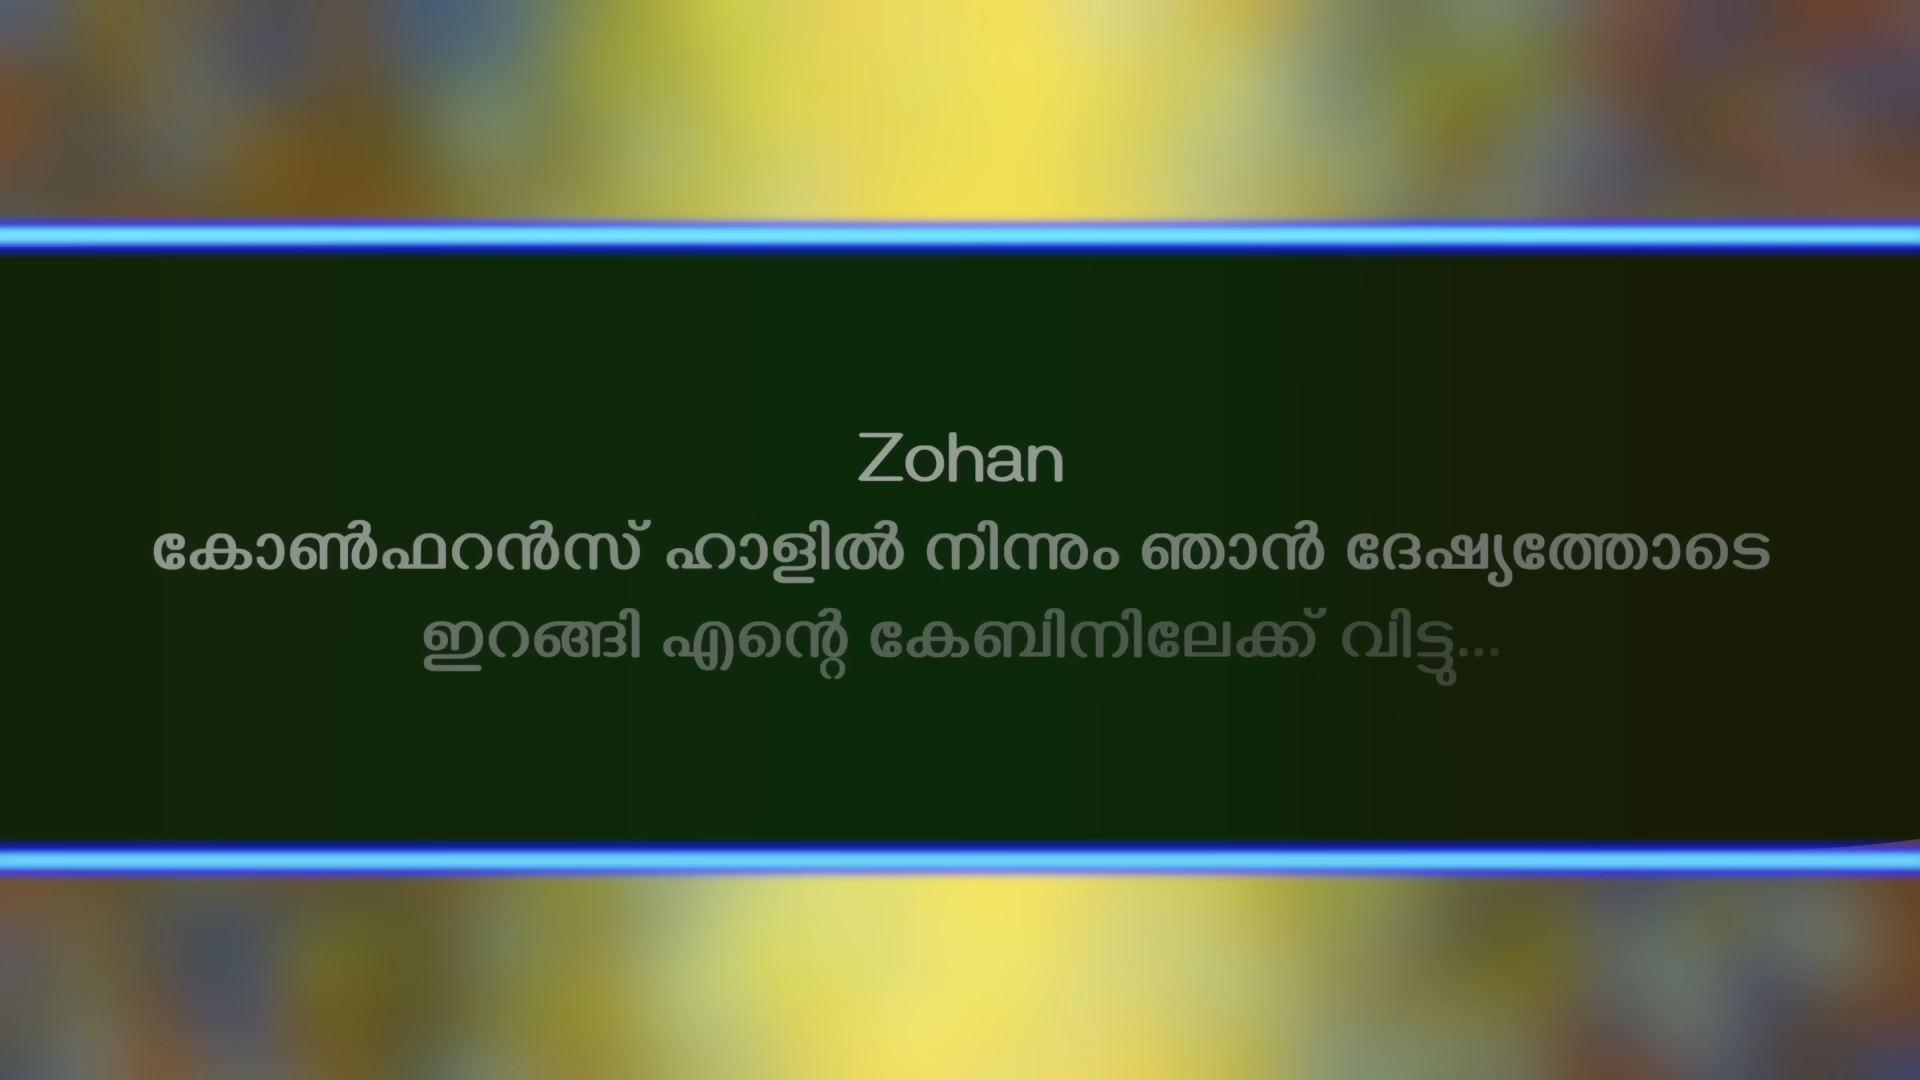 Zohan
കോൺഫറൻസ് ഹാളിൽ നിന്നും ഞാൻ ദേഷ്യത്തോടെ
ഇറങ്ങി എന്റെ കേബിനിലേക്ക് വിട്ടു...